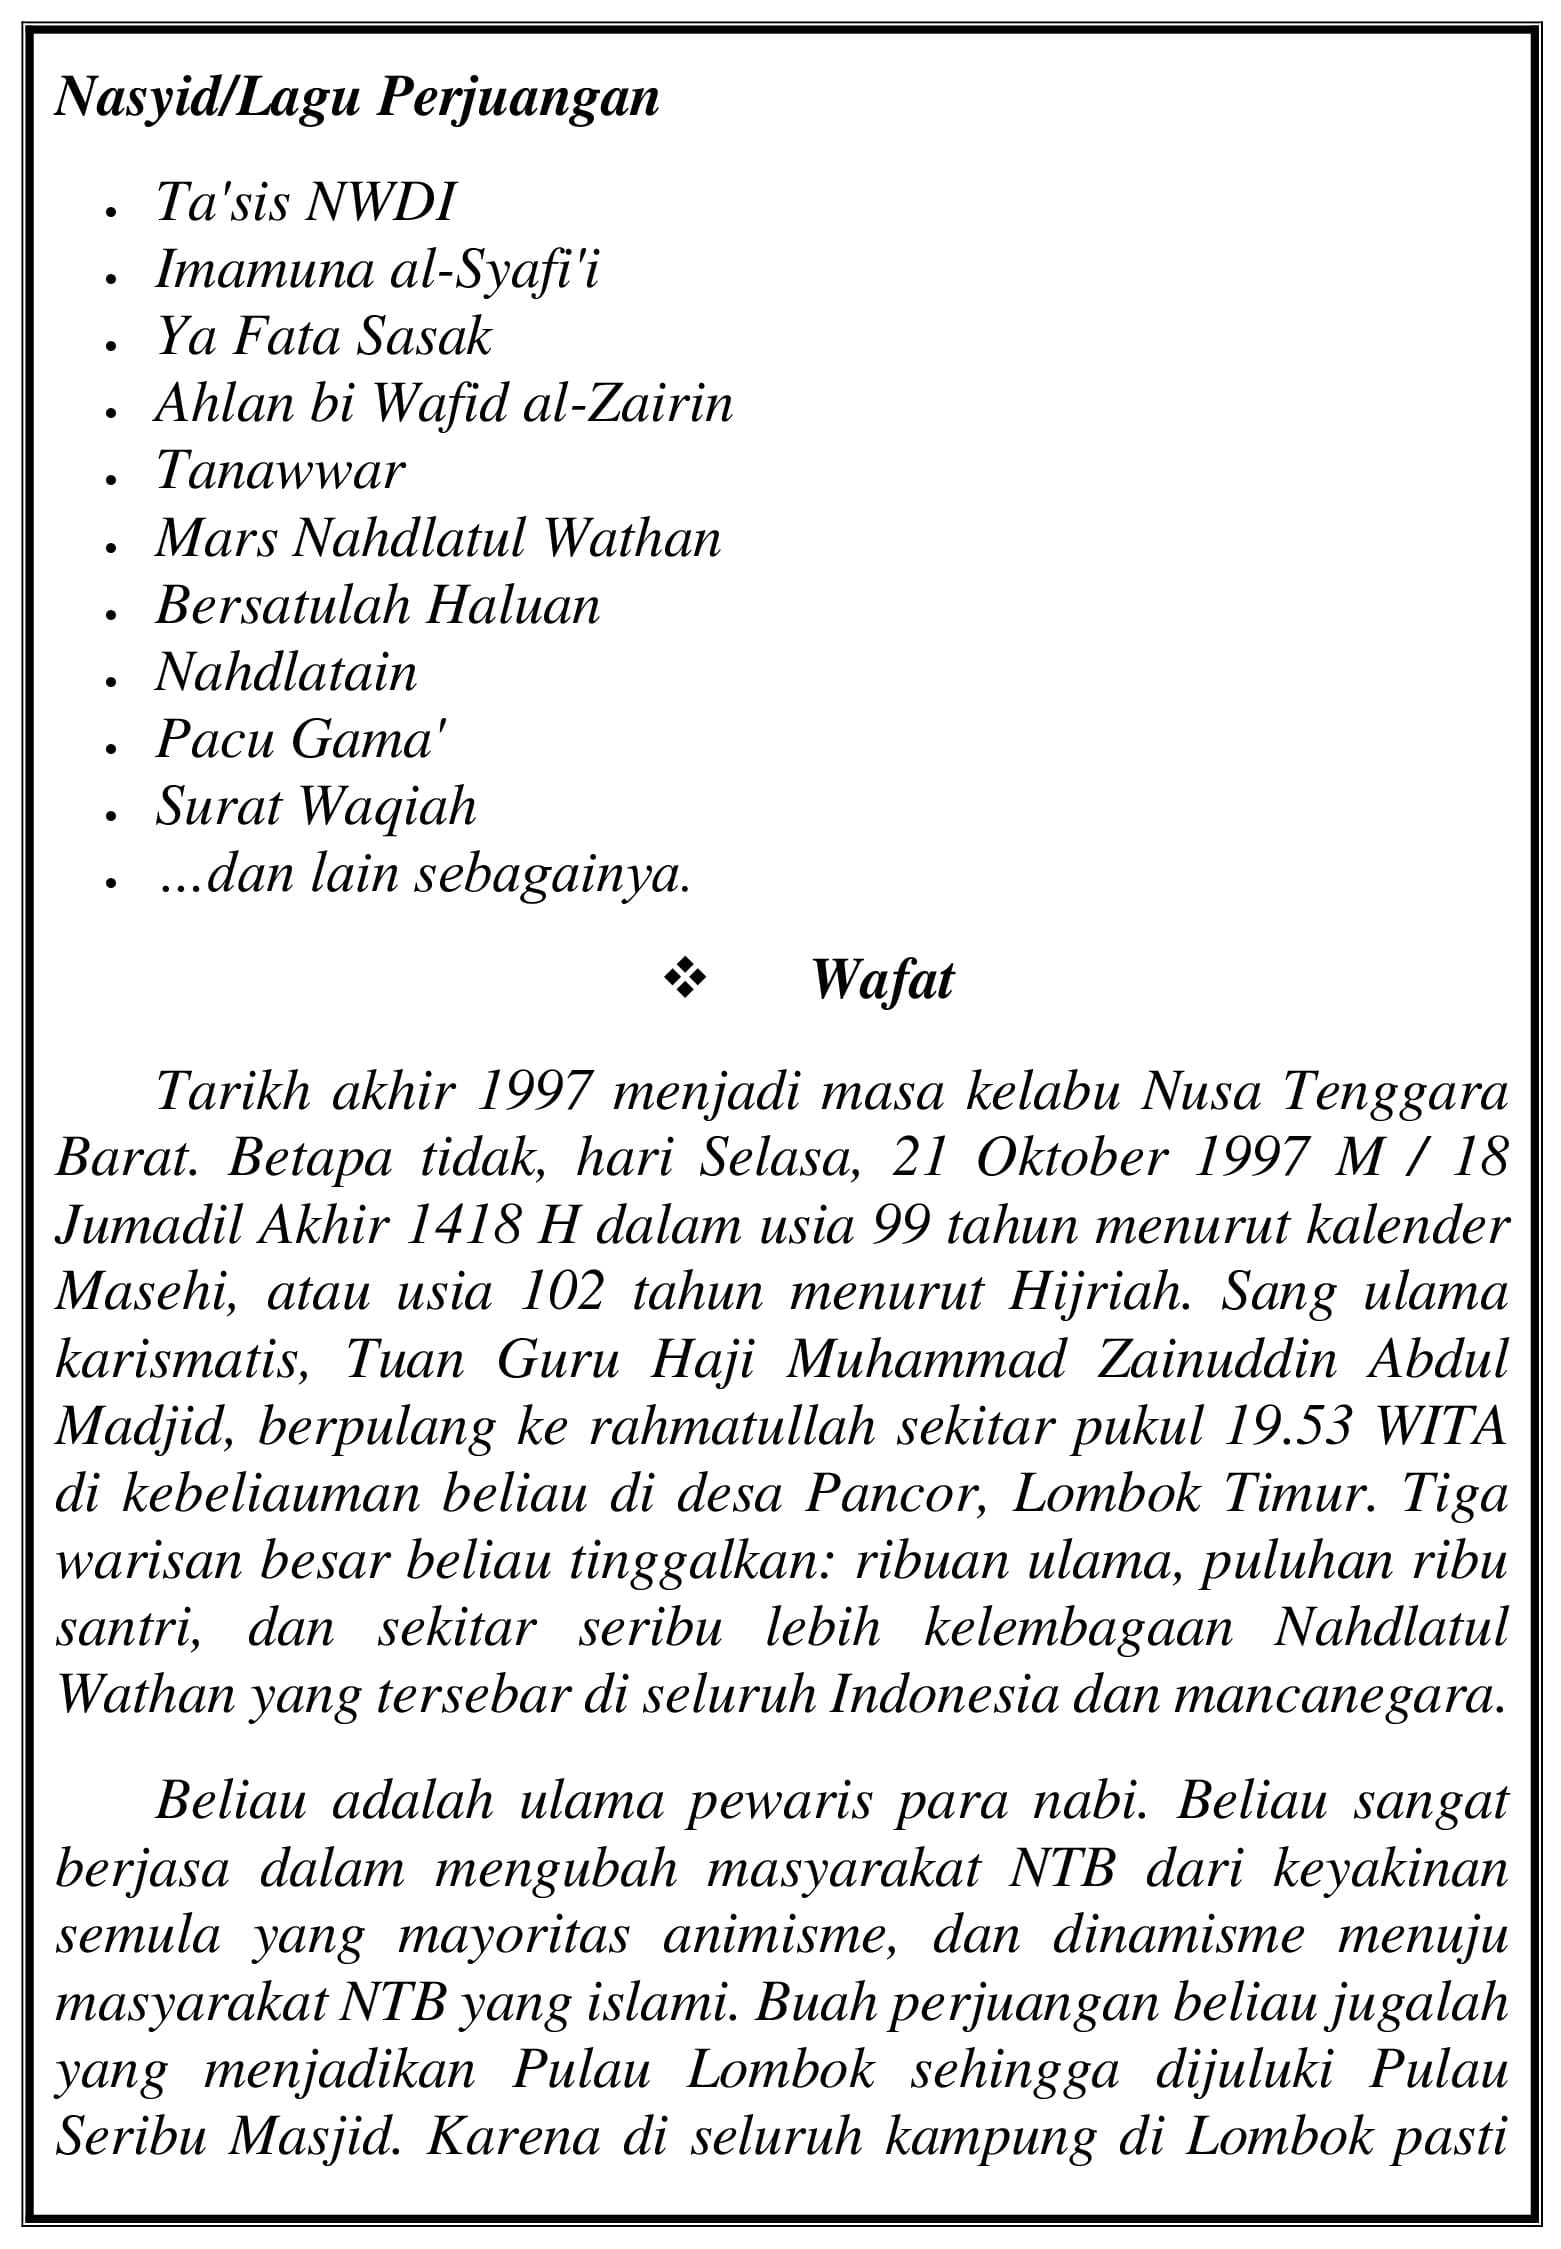 Nasyid/Lagu Perjuangan
• Ta'sis NWDI
• Imamuna al-Syafi'i
• Ya Fata Sasak
• Ahlan bi Wafid al-Zairin
• Tanawwar
• Mars Nahdlatul Wathan
• Bersatulah Haluan
• Nahdlatain
• Pacu Gama'
• Surat Waqiah
• ...dan lain sebagainya.
❖ Wafat
Tarikh akhir 1997 menjadi masa kelabu Nusa Tenggara
Barat. Betapa tidak, hari Selasa, 21 Oktober 1997 M / 18
Jumadil Akhir 1418 H dalam usia 99 tahun menurut kalender
Masehi, atau usia 102 tahun menurut Hijriah. Sang ulama
karismatis, Tuan Guru Haji Muhammad Zainuddin Abdul
Madjid, berpulang ke rahmatullah sekitar pukul 19.53 WITA
di kebeliauman beliau di desa Pancor, Lombok Timur. Tiga
warisan besar beliau tinggalkan: ribuan ulama, puluhan ribu
santri, dan sekitar seribu lebih kelembagaan Nahdlatul
Wathan yang tersebar di seluruh Indonesia dan mancanegara.
Beliau adalah ulama pewaris para nabi. Beliau sangat
berjasa dalam mengubah masyarakat NTB dari keyakinan
semula yang mayoritas animisme, dan dinamisme menuju
masyarakat NTB yang islami. Buah perjuangan beliau jugalah
yang menjadikan Pulau Lombok sehingga dijuluki Pulau
Seribu Masjid. Karena di seluruh kampung di Lombok pasti